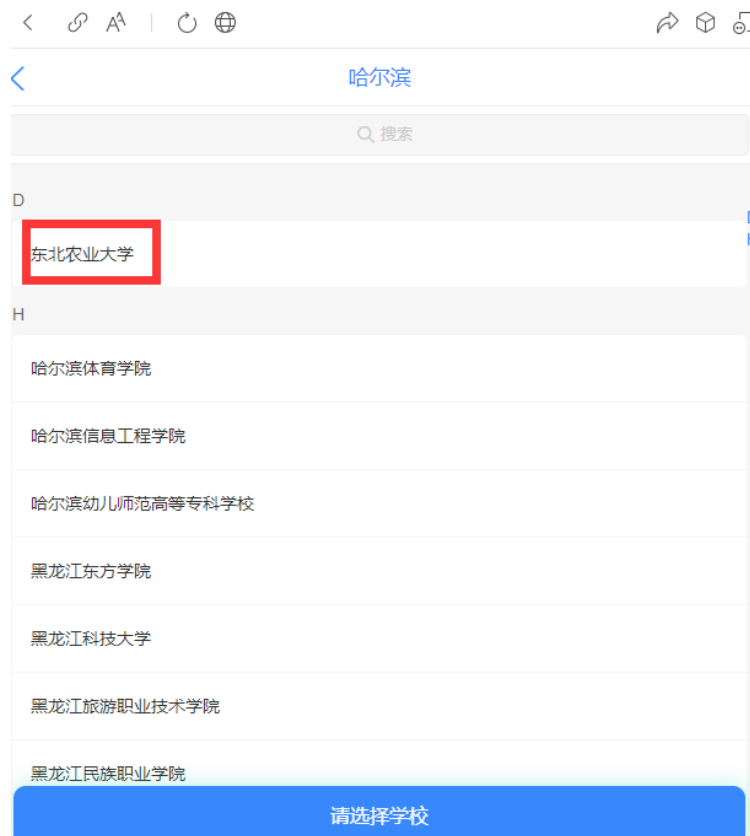 哈尔滨
搜索
D
东北农业大学
H
哈尔滨体育学院
哈尔滨信息工程学院
哈尔滨幼儿师范高等专科学校
黑龙江东方学院
黑龙江科技大学
黑龙江旅游职业技术学院
黑龙江民族职业学院
请选择学校